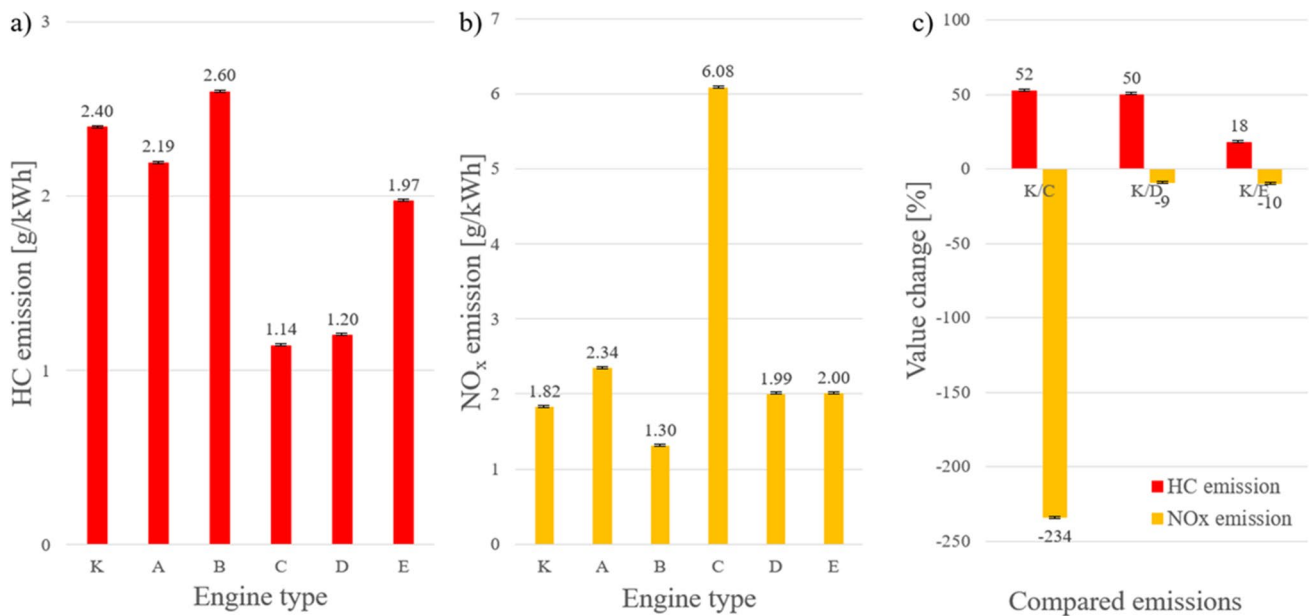 a)
HC emission [g/kWh]
3
2
1
0
2.40
2.19
2.60
1.14
1.20
1.97
K A B C D E
Engine type
b)
NOx emission [g/kWh]
7
6
5
4
3
2
1
0
1.82
2.34
1.30
6.08
1.99
2.00
K A B C D E
Engine type
c)
Value change [%]
100
50
0
-50
-100
-150
-200
-250
52
50
18
K/C K/D K/E
-9
-10
-234
HC emission
NOx emission
Compared emissions